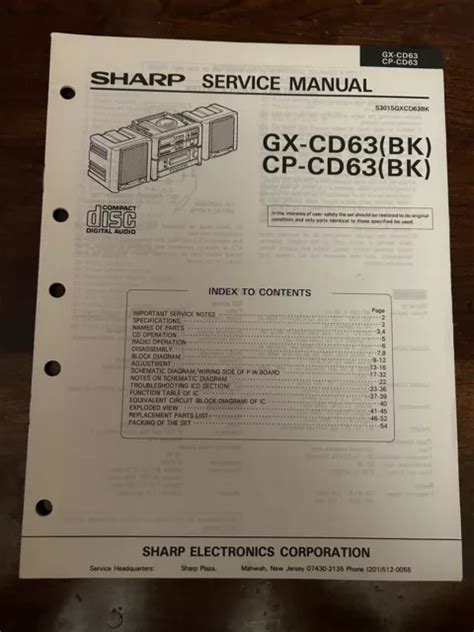 GX-CD63
CP-CD63
SHARP SERVICE MANUAL
S3015GXCD63BK
GX-CD63(BK)
CP-CD63(BK)
COMPACT
disc
DIGITAL AUDIO
In the interests of user-safety the set should be restored to its original
condition and only parts identical to those specified be used.
INDEX TO CONTENTS
Page
IMPORTANT SERVICE NOTES 2
SPECIFICATIONS 2
NAMES OF PARTS 3,4
CD OPERATION 5
RADIO OPERATION 6
DISASSEMBLY 7,8
BLOCK DIAGRAM 9-12
ADJUSTMENT 13-16
SCHEMATIC DIAGRAM/WIRING SIDE OF P.W.BOARD 17-32
NOTES ON SCHEMATIC DIAGRAM 22
TROUBLESHOOTING (CD SECTION) 33-36
FUNCTION TABLE OF IC 37-39
EQUIVALENT CIRCUIT (BLOCK DIAGRAM) OF IC 40
EXPLODED VIEW 41-45
REPLACEMENT PARTS LIST 46-52
PACKING OF THE SET 54
SHARP ELECTRONICS CORPORATION
Service Headquarters: Sharp Plaza, Mahwah, New Jersey 07430-2135 Phone (201)512-0055